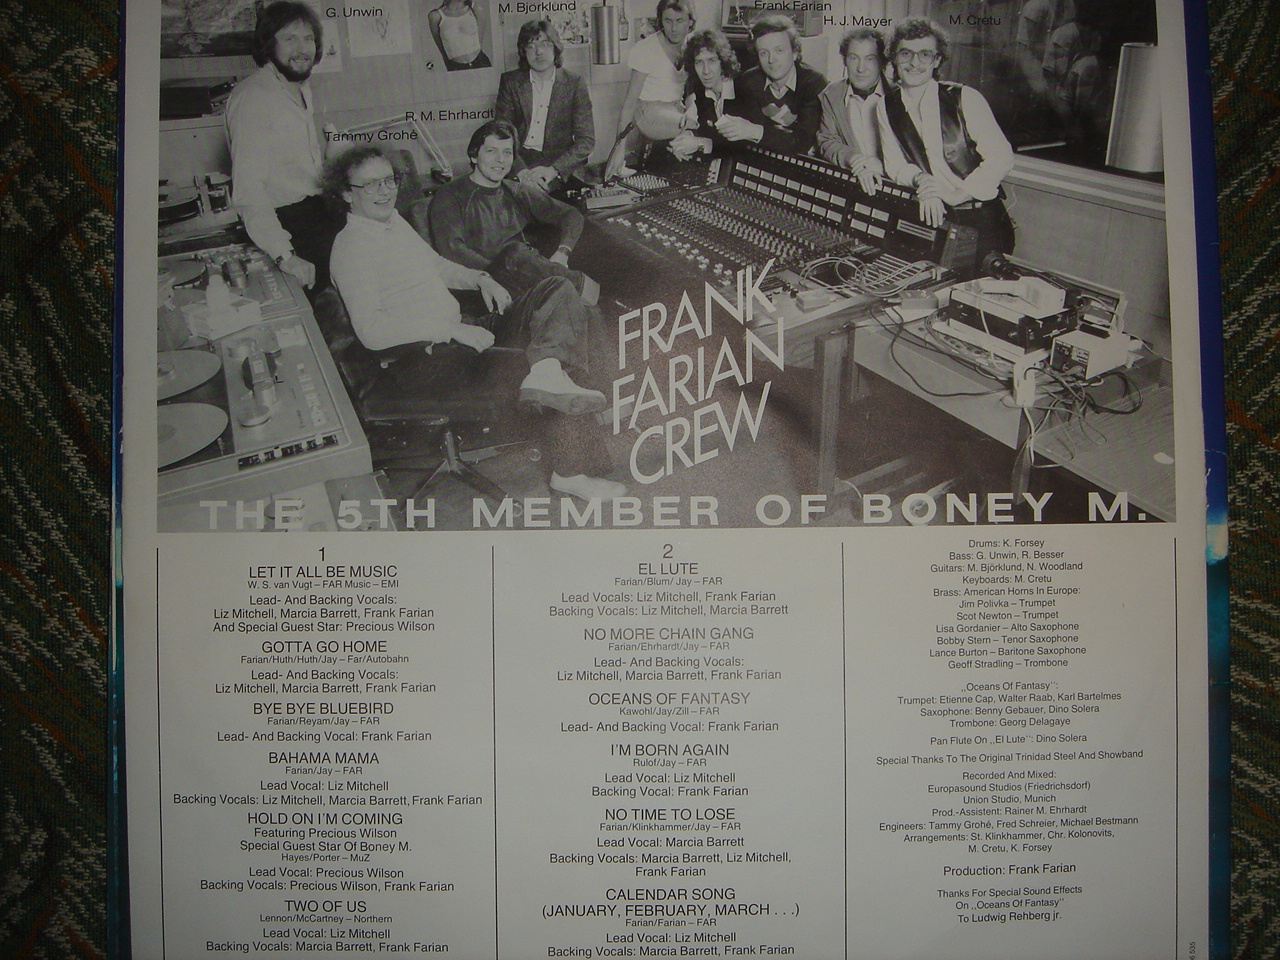 G. Unwin
M. Björklund
Frank Farian
H. J. Mayer
M. Cretu
R. M. Ehrhardt
Tammy Grohé
FRANK
FARIAN
CREW
THE 5TH MEMBER OF BONEY M.
1
LET IT ALL BE MUSIC
W. S. van Vugt – FAR Music – EMI
Lead- And Backing Vocals:
Liz Mitchell, Marcia Barrett, Frank Farian
And Special Guest Star: Precious Wilson
GOTTA GO HOME
Farian/Huth/Huth/Jay – Far/Autobahn
Lead- And Backing Vocals:
Liz Mitchell, Marcia Barrett, Frank Farian
BYE BYE BLUEBIRD
Farian/Reyam/Jay – FAR
Lead- And Backing Vocals: Frank Farian
BAHAMA MAMA
Farian/Jay – FAR
Lead Vocal: Liz Mitchell
Backing Vocals: Liz Mitchell, Marcia Barrett, Frank Farian
HOLD ON I'M COMING
Featuring Precious Wilson
Special Guest Star Of Boney M.
Hayes/Porter – MuZ
Lead Vocal: Precious Wilson
Backing Vocals: Precious Wilson, Frank Farian
TWO OF US
Lennon/McCartney – Northern
Lead Vocal: Liz Mitchell
Backing Vocals: Marcia Barrett, Frank Farian
2
EL LUTE
Farian/Blum/Jay – FAR
Lead Vocals: Liz Mitchell, Frank Farian
Backing Vocals: Liz Mitchell, Marcia Barrett
NO MORE CHAIN GANG
Farian/Ehrhardt/Jay – FAR
Lead- And Backing Vocals:
Liz Mitchell, Marcia Barrett, Frank Farian
OCEANS OF FANTASY
Kawohl/Jay/Zill – FAR
Lead- And Backing Vocal: Frank Farian
I'M BORN AGAIN
Rulof/Jay – FAR
Lead Vocal: Liz Mitchell
Backing Vocals: Frank Farian
NO TIME TO LOSE
Farian/Klinkhammer/Jay – FAR
Lead Vocal: Marcia Barrett
Backing Vocals: Marcia Barrett, Liz Mitchell,
Frank Farian
CALENDAR SONG
(JANUARY, FEBRUARY, MARCH . . .)
Farian/Farian – FAR
Lead Vocal: Liz Mitchell
Backing Vocals: Marcia Barrett, Frank Farian
Drums: K. Forsey
Bass: G. Unwin, R. Besser
Guitars: M. Björklund, N. Woodland
Keyboards: M. Cretu
Brass: American Horns In Europe:
Jim Polivka – Trumpet
Scot Newton – Trumpet
Lisa Gordanier – Alto Saxophone
Bobby Stern – Tenor Saxophone
Lance Burton – Baritone Saxophone
Geoff Stradling – Trombone
,,Oceans Of Fantasy'':
Trumpet: Etienne Cap, Walter Raab, Karl Bartelmes
Saxophone: Benny Gebauer, Dino Solera
Trombone: Georg Delagaye
Pan Flute On ,,El Lute'': Dino Solera
Special Thanks To The Original Trinidad Steel And Showband
Recorded And Mixed:
Europasound Studios (Friedrichsdorf)
Union Studio, Munich
Prod.-Assistent: Rainer M. Ehrhardt
Engineers: Tammy Grohé, Fred Schreier, Michael Bestmann
Arrangements: St. Klinkhammer, Chr. Kolonovits,
M. Cretu, K. Forsey
Production: Frank Farian
Thanks For Special Sound Effects
On ,,Oceans Of Fantasy''
To Ludwig Rehberg jr.